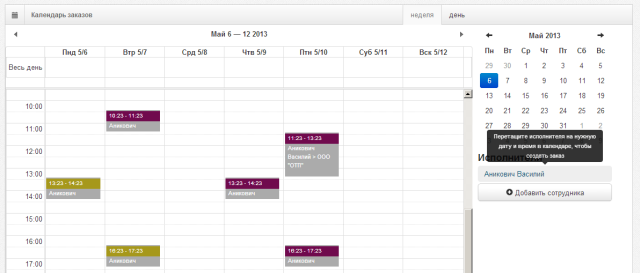 Календарь заказов
неделя
день
Май 6 — 12 2013
Пнд 5/6 Втр 5/7 Срд 5/8 Чтв 5/9 Птн 5/10 Суб 5/11 Вск 5/12
Весь день
10:00
10:23 - 11:23
Аникович
11:00
11:23 - 13:23
Аникович
Василий = ООО
"ОТП"
12:00
13:00
13:23 - 14:23
Аникович
13:23 - 14:23
Аникович
14:00
15:00
16:00
16:23 - 17:23
Аникович
16:23 - 17:23
Аникович
17:00
Май 2013
Пн Вт Ср Чт Пт Сб Вс
29 30 1 2 3 4 5
6 7 8 9 10 11 12
13 14 15 16 17 18 19
20 21 22 23 24 25 26
27 28 29 30 31 1 2
Перетащите исполнителя на нужную
дату и время в календаре, чтобы
создать заказ
Аникович Василий
Добавить сотрудника